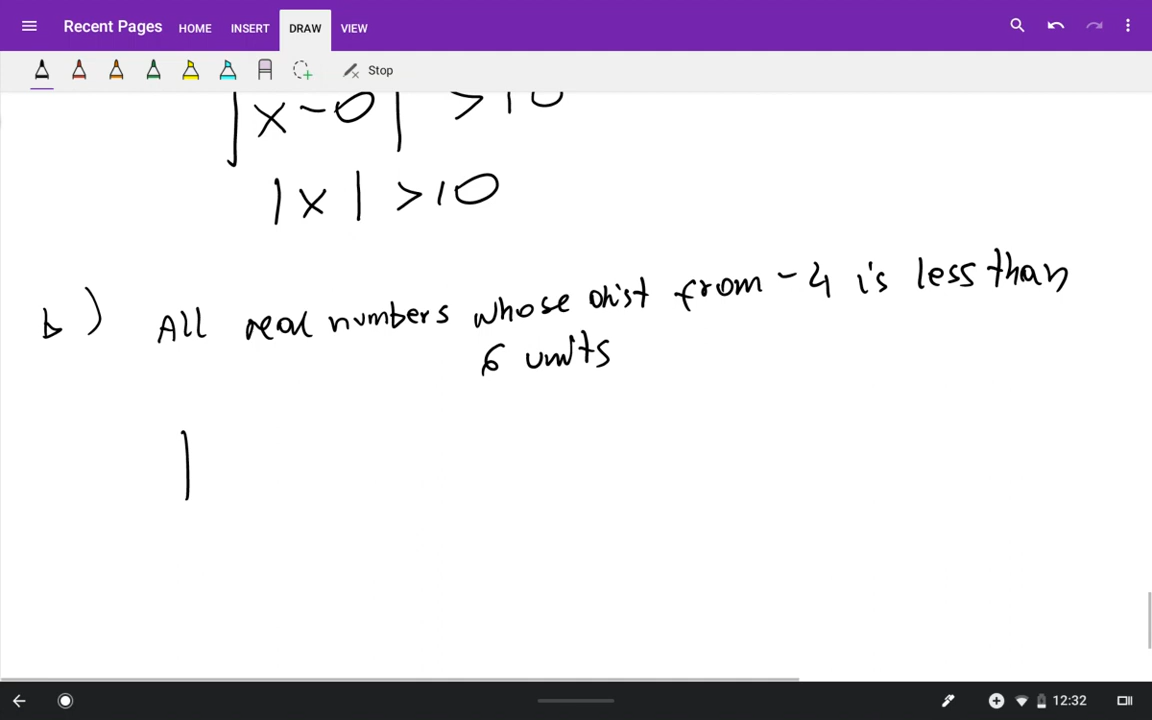 Recent Pages HOME INSERT DRAW VIEW
Stop
|x-0| >10
|x| >10
b) All real numbers whose dist from -4 is less than
6 units
|
12:32